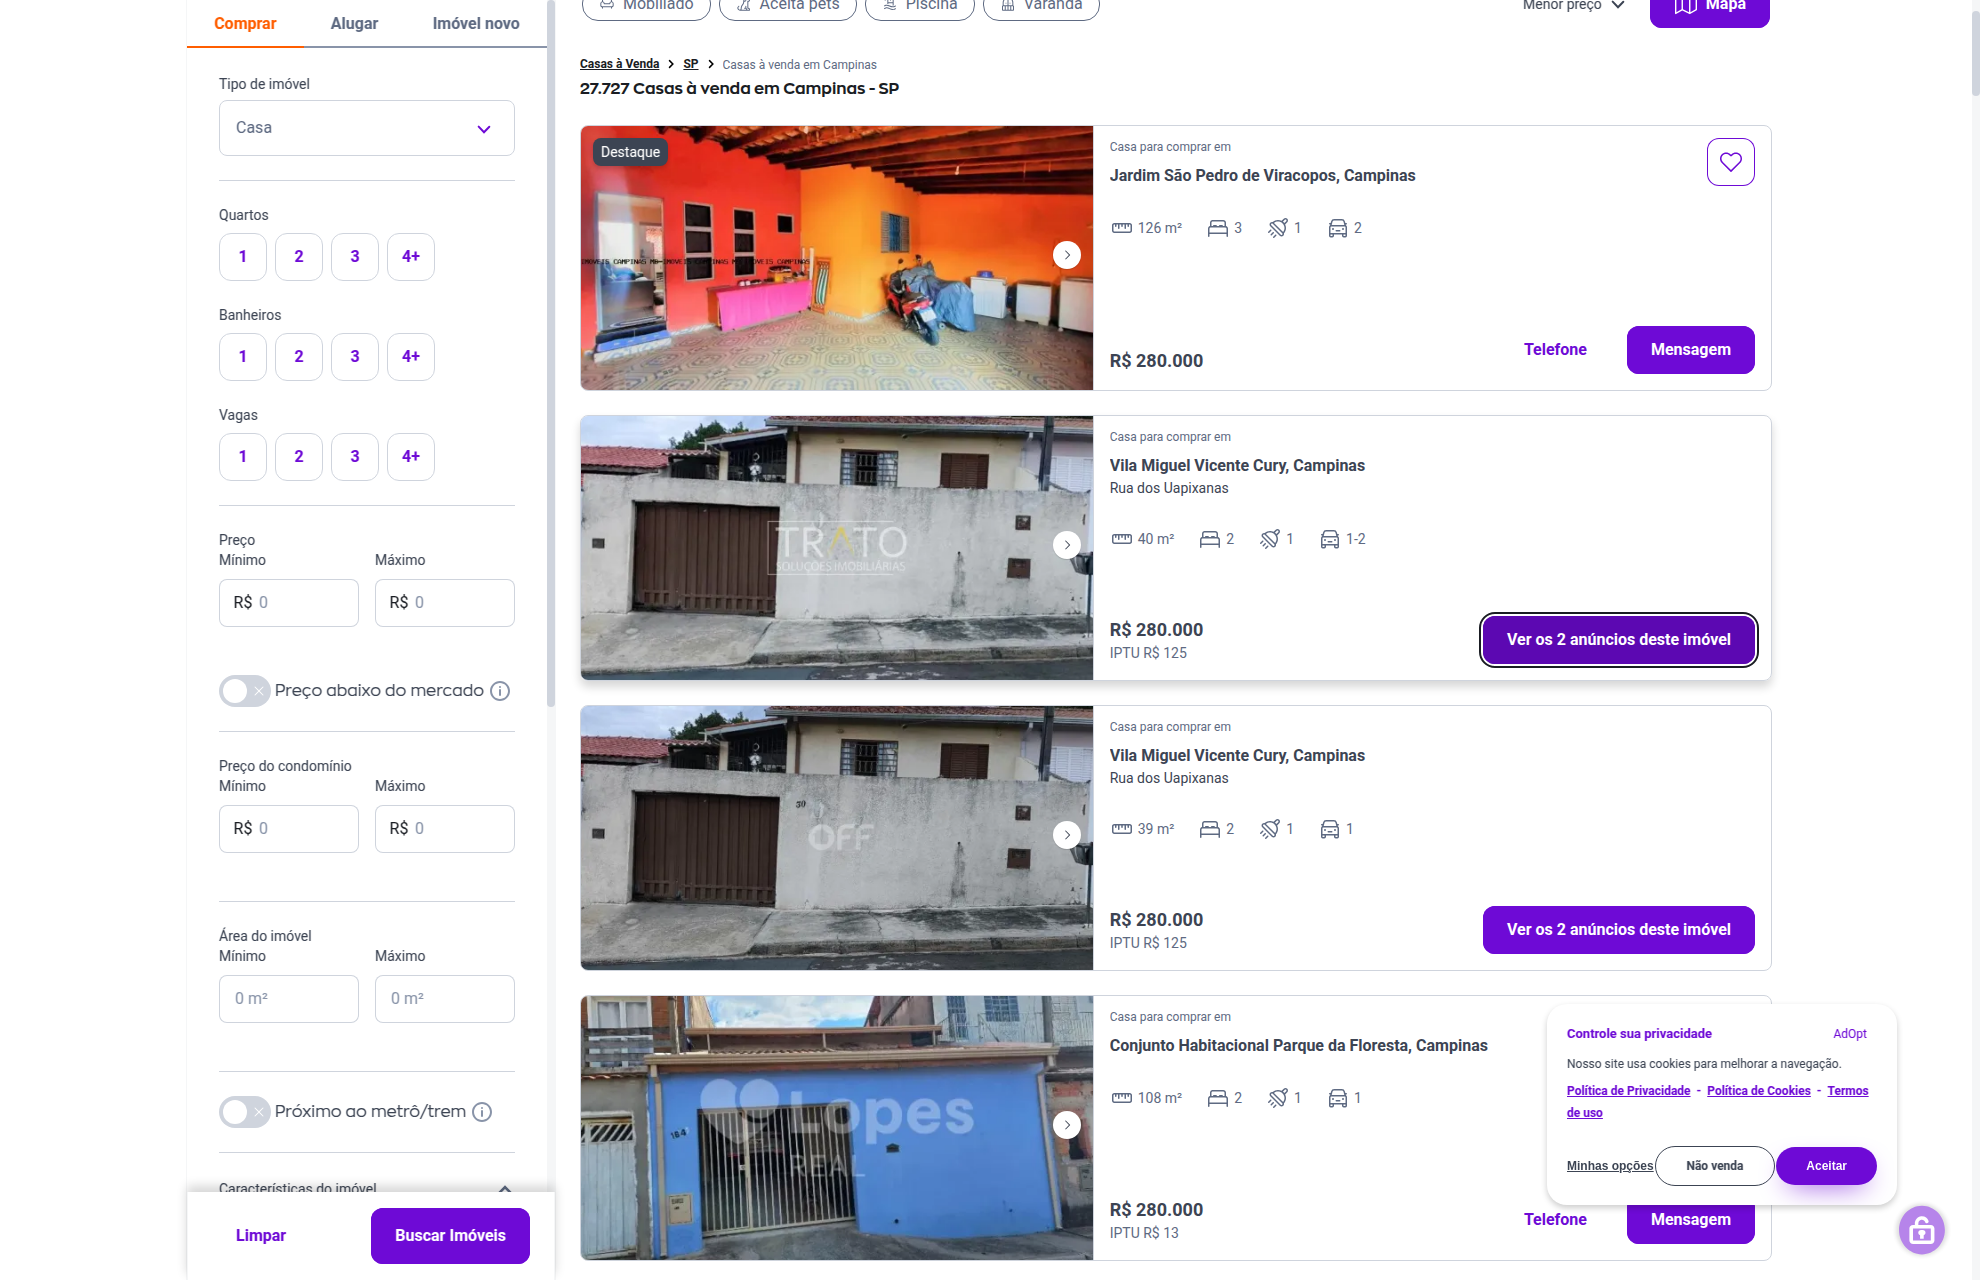 Comprar Alugar Imóvel novo
Tipo de imóvel
Casa
Quartos
1 2 3 4+
Banheiros
1 2 3 4+
Vagas
1 2 3 4+
Preço
Mínimo Máximo
R$ 0 R$ 0
Preço abaixo do mercado
Preço do condomínio
Mínimo Máximo
R$ 0 R$ 0
Área do imóvel
Mínimo Máximo
0 m² 0 m²
Próximo ao metrô/trem
Características do imóvel
Limpar Buscar Imóveis
Mobiliado Aceita pets Piscina Varanda
Menor preço Mapa
Casas à Venda SP Casas à venda em Campinas
27.727 Casas à venda em Campinas - SP
Destaque
Casa para comprar em
Jardim São Pedro de Viracopos, Campinas
126 m² 3 1 2
R$ 280.000
Telefone Mensagem
TRATO
SOLUÇÕES IMOBILIÁRIAS
Casa para comprar em
Vila Miguel Vicente Cury, Campinas
Rua dos Uapixanas
40 m² 2 1 1-2
R$ 280.000
IPTU R$ 125
Ver os 2 anúncios deste imóvel
OFF
Casa para comprar em
Vila Miguel Vicente Cury, Campinas
Rua dos Uapixanas
39 m² 2 1 1
R$ 280.000
IPTU R$ 125
Ver os 2 anúncios deste imóvel
Lopes
REAL
Casa para comprar em
Conjunto Habitacional Parque da Floresta, Campinas
108 m² 2 1 1
R$ 280.000
IPTU R$ 13
Telefone Mensagem
Controle sua privacidade AdOpt
Nosso site usa cookies para melhorar a navegação.
Política de Privacidade - Política de Cookies - Termos
de uso
Minhas opções Não venda Aceitar